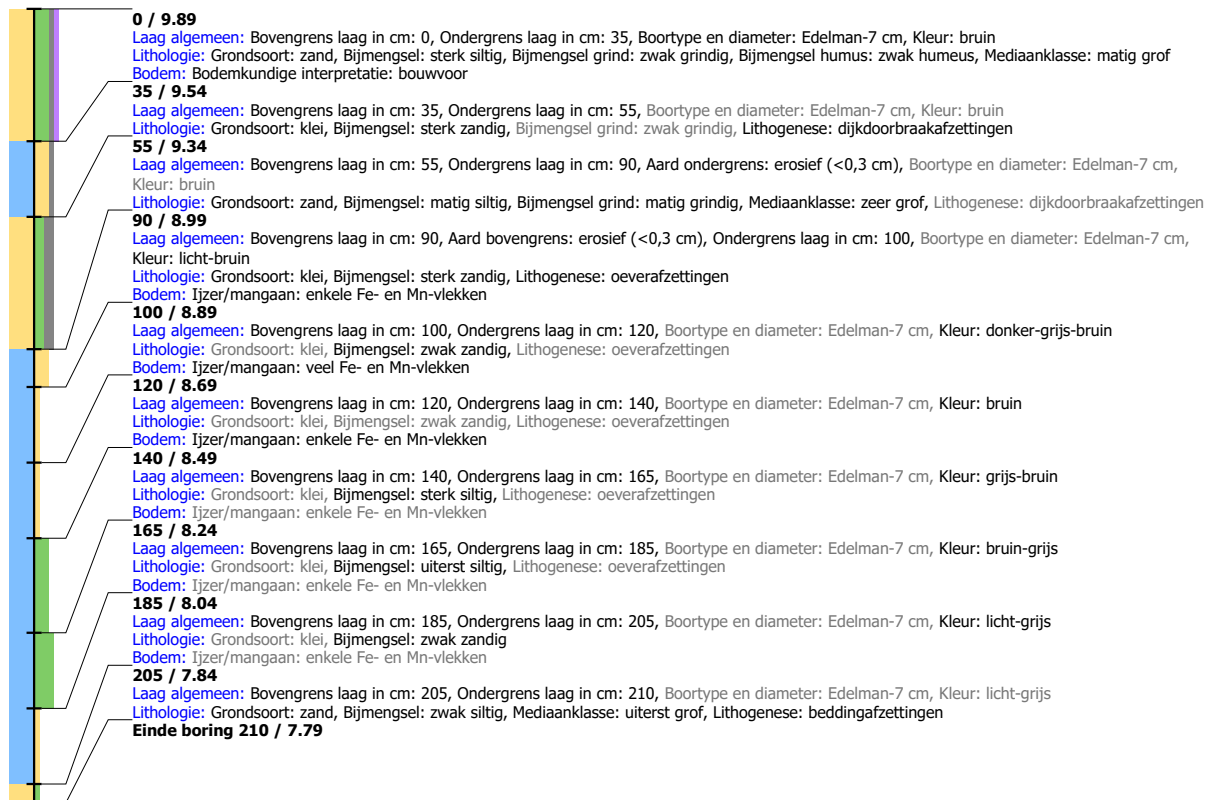 0 / 9.89
Laag algemeen: Bovengrens laag in cm: 0, Ondergrens laag in cm: 35, Boortype en diameter: Edelman-7 cm, Kleur: bruin
Lithologie: Grondsoort: zand, Bijmengsel: sterk siltig, Bijmengsel grind: zwak grindig, Bijmengsel humus: zwak humeus, Mediaanklasse: matig grof
Bodem: Bodemkundige interpretatie: bouwvoor
35 / 9.54
Laag algemeen: Bovengrens laag in cm: 35, Ondergrens laag in cm: 55, Boortype en diameter: Edelman-7 cm, Kleur: bruin
Lithologie: Grondsoort: klei, Bijmengsel: sterk zandig, Bijmengsel grind: zwak grindig, Lithogenese: dijkdoorbraakafzettingen
55 / 9.34
Laag algemeen: Bovengrens laag in cm: 55, Ondergrens laag in cm: 90, Aard ondergrens: erosief (<0,3 cm), Boortype en diameter: Edelman-7 cm,
Kleur: bruin
Lithologie: Grondsoort: zand, Bijmengsel: matig siltig, Bijmengsel grind: matig grindig, Mediaanklasse: zeer grof, Lithogenese: dijkdoorbraakafzettingen
90 / 8.99
Laag algemeen: Bovengrens laag in cm: 90, Aard bovengrens: erosief (<0,3 cm), Ondergrens laag in cm: 100, Boortype en diameter: Edelman-7 cm,
Kleur: licht-bruin
Lithologie: Grondsoort: klei, Bijmengsel: sterk zandig, Lithogenese: oeverafzettingen
Bodem: Ijzer/mangaan: enkele Fe- en Mn-vlekken
100 / 8.89
Laag algemeen: Bovengrens laag in cm: 100, Ondergrens laag in cm: 120, Boortype en diameter: Edelman-7 cm, Kleur: donker-grijs-bruin
Lithologie: Grondsoort: klei, Bijmengsel: zwak zandig, Lithogenese: oeverafzettingen
Bodem: Ijzer/mangaan: veel Fe- en Mn-vlekken
120 / 8.69
Laag algemeen: Bovengrens laag in cm: 120, Ondergrens laag in cm: 140, Boortype en diameter: Edelman-7 cm, Kleur: bruin
Lithologie: Grondsoort: klei, Bijmengsel: zwak zandig, Lithogenese: oeverafzettingen
Bodem: Ijzer/mangaan: enkele Fe- en Mn-vlekken
140 / 8.49
Laag algemeen: Bovengrens laag in cm: 140, Ondergrens laag in cm: 165, Boortype en diameter: Edelman-7 cm, Kleur: grijs-bruin
Lithologie: Grondsoort: klei, Bijmengsel: sterk siltig, Lithogenese: oeverafzettingen
Bodem: Ijzer/mangaan: enkele Fe- en Mn-vlekken
165 / 8.24
Laag algemeen: Bovengrens laag in cm: 165, Ondergrens laag in cm: 185, Boortype en diameter: Edelman-7 cm, Kleur: bruin-grijs
Lithologie: Grondsoort: klei, Bijmengsel: uiterst siltig, Lithogenese: oeverafzettingen
Bodem: Ijzer/mangaan: enkele Fe- en Mn-vlekken
185 / 8.04
Laag algemeen: Bovengrens laag in cm: 185, Ondergrens laag in cm: 205, Boortype en diameter: Edelman-7 cm, Kleur: licht-grijs
Lithologie: Grondsoort: klei, Bijmengsel: zwak zandig
Bodem: Ijzer/mangaan: enkele Fe- en Mn-vlekken
205 / 7.84
Laag algemeen: Bovengrens laag in cm: 205, Ondergrens laag in cm: 210, Boortype en diameter: Edelman-7 cm, Kleur: licht-grijs
Lithologie: Grondsoort: zand, Bijmengsel: zwak siltig, Mediaanklasse: uiterst grof, Lithogenese: beddingafzettingen
Einde boring 210 / 7.79